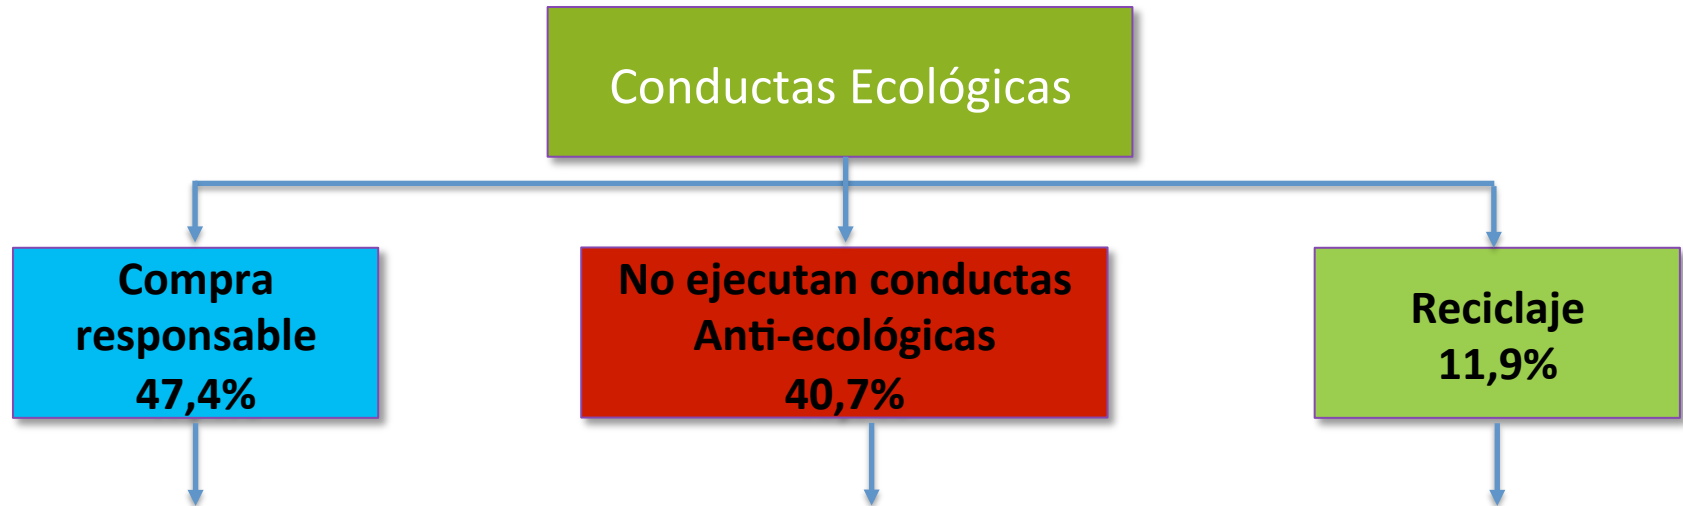 Conductas Ecológicas
Compra
responsable
47,4%
No ejecutan conductas
Anti-ecológicas
40,7%
Reciclaje
11,9%